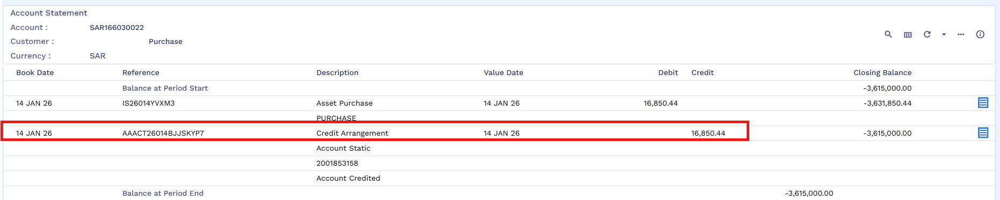 Account Statement
Account : SAR166030022
Customer : Purchase
Currency : SAR
Book Date Reference Description Value Date Debit Credit Closing Balance
Balance at Period Start -3,615,000.00
14 JAN 26 IS26014YVXM3 Asset Purchase 14 JAN 26 16,850.44 -3,631,850.44
PURCHASE
14 JAN 26 AAACT26014BJJSKYP7 Credit Arrangement 14 JAN 26 16,850.44 -3,615,000.00
Account Static
2001853158
Account Credited
Balance at Period End -3,615,000.00